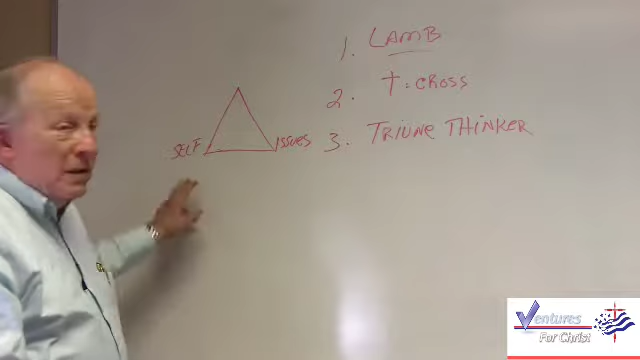 1. LAMB
2. † = CROSS
SELF
ISSUES
3. TRIUNE THINKER
Ventures
For Christ